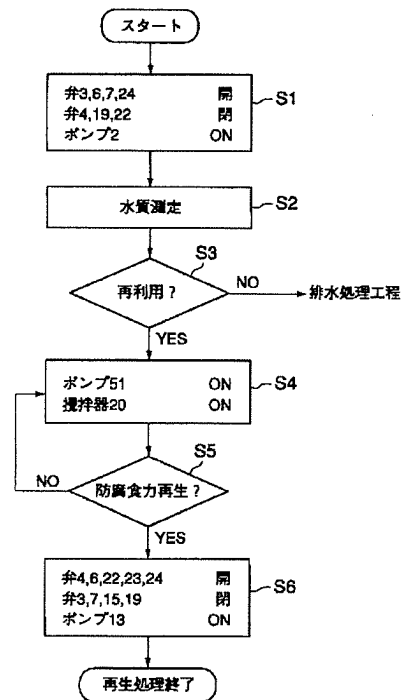 スタート
弁3,6,7,24 開
弁4,19,22 閉
ポンプ2 ON
S1
水質測定
S2
S3
再利用？
NO
排水処理工程
YES
ポンプ51 ON
攪拌器20 ON
S4
S5
防腐食力再生？
NO
YES
弁4,6,22,23,24 開
弁3,7,15,19 閉
ポンプ13 ON
S6
再生処理終了